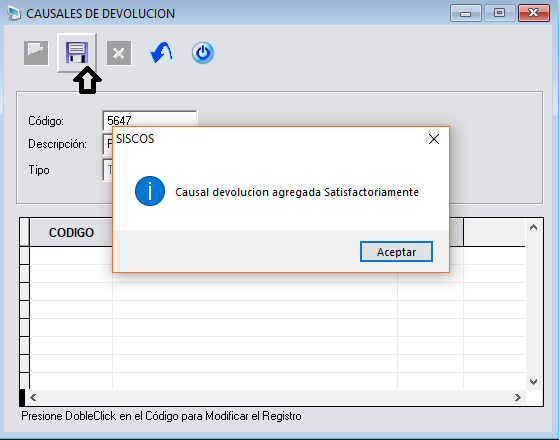 CAUSALES DE DEVOLUCION
Código: 5647
Descripción:
Tipo
SISCOS
Causal devolucion agregada Satisfactoriamente
Aceptar
CODIGO
Presione DobleClick en el Código para Modificar el Registro